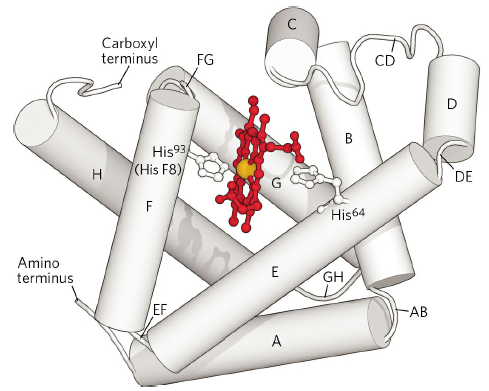 C
Carboxyl
terminus
FG
CD
D
B
His93
(His F8)
H
G
F
DE
His64
Amino
terminus
E
GH
EF
AB
A